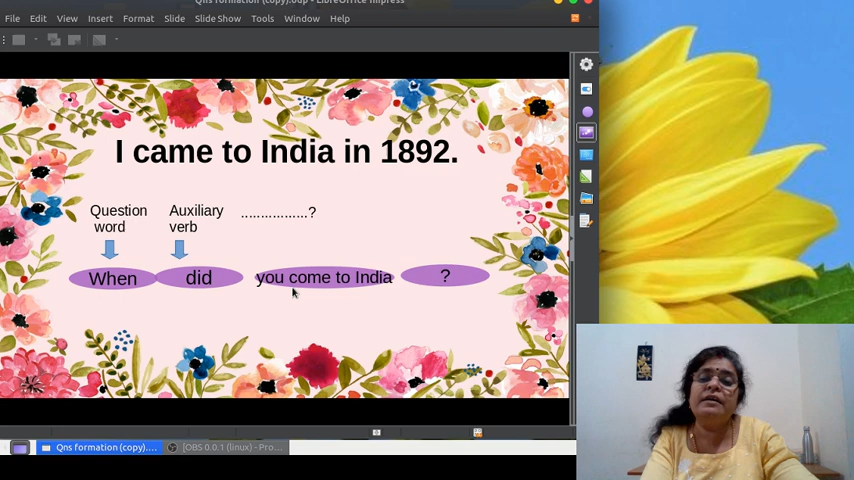 Qns formation (copy).odp - LibreOffice Impress
File Edit View Insert Format Slide Slide Show Tools Window Help
I came to India in 1892.
Question Auxiliary .................?
word verb
When did you come to India ?
Qns formation (copy).... [OBS 0.0.1 (linux) - Pro...